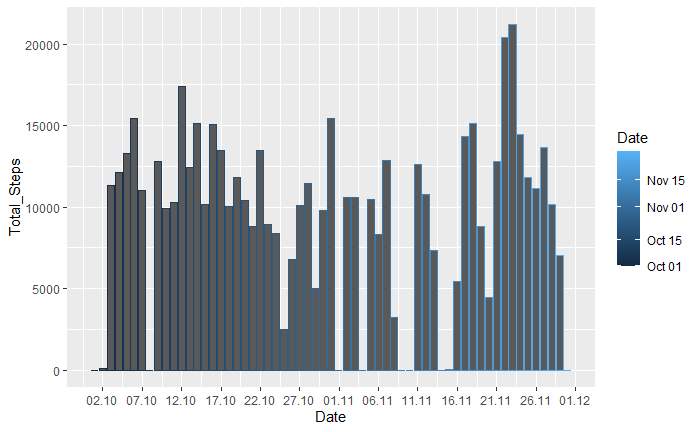 20000
15000
10000
5000
0
Total_Steps
02.10 07.10 12.10 17.10 22.10 27.10 01.11 06.11 11.11 16.11 21.11 26.11 01.12
Date
Date
Nov 15
Nov 01
Oct 15
Oct 01